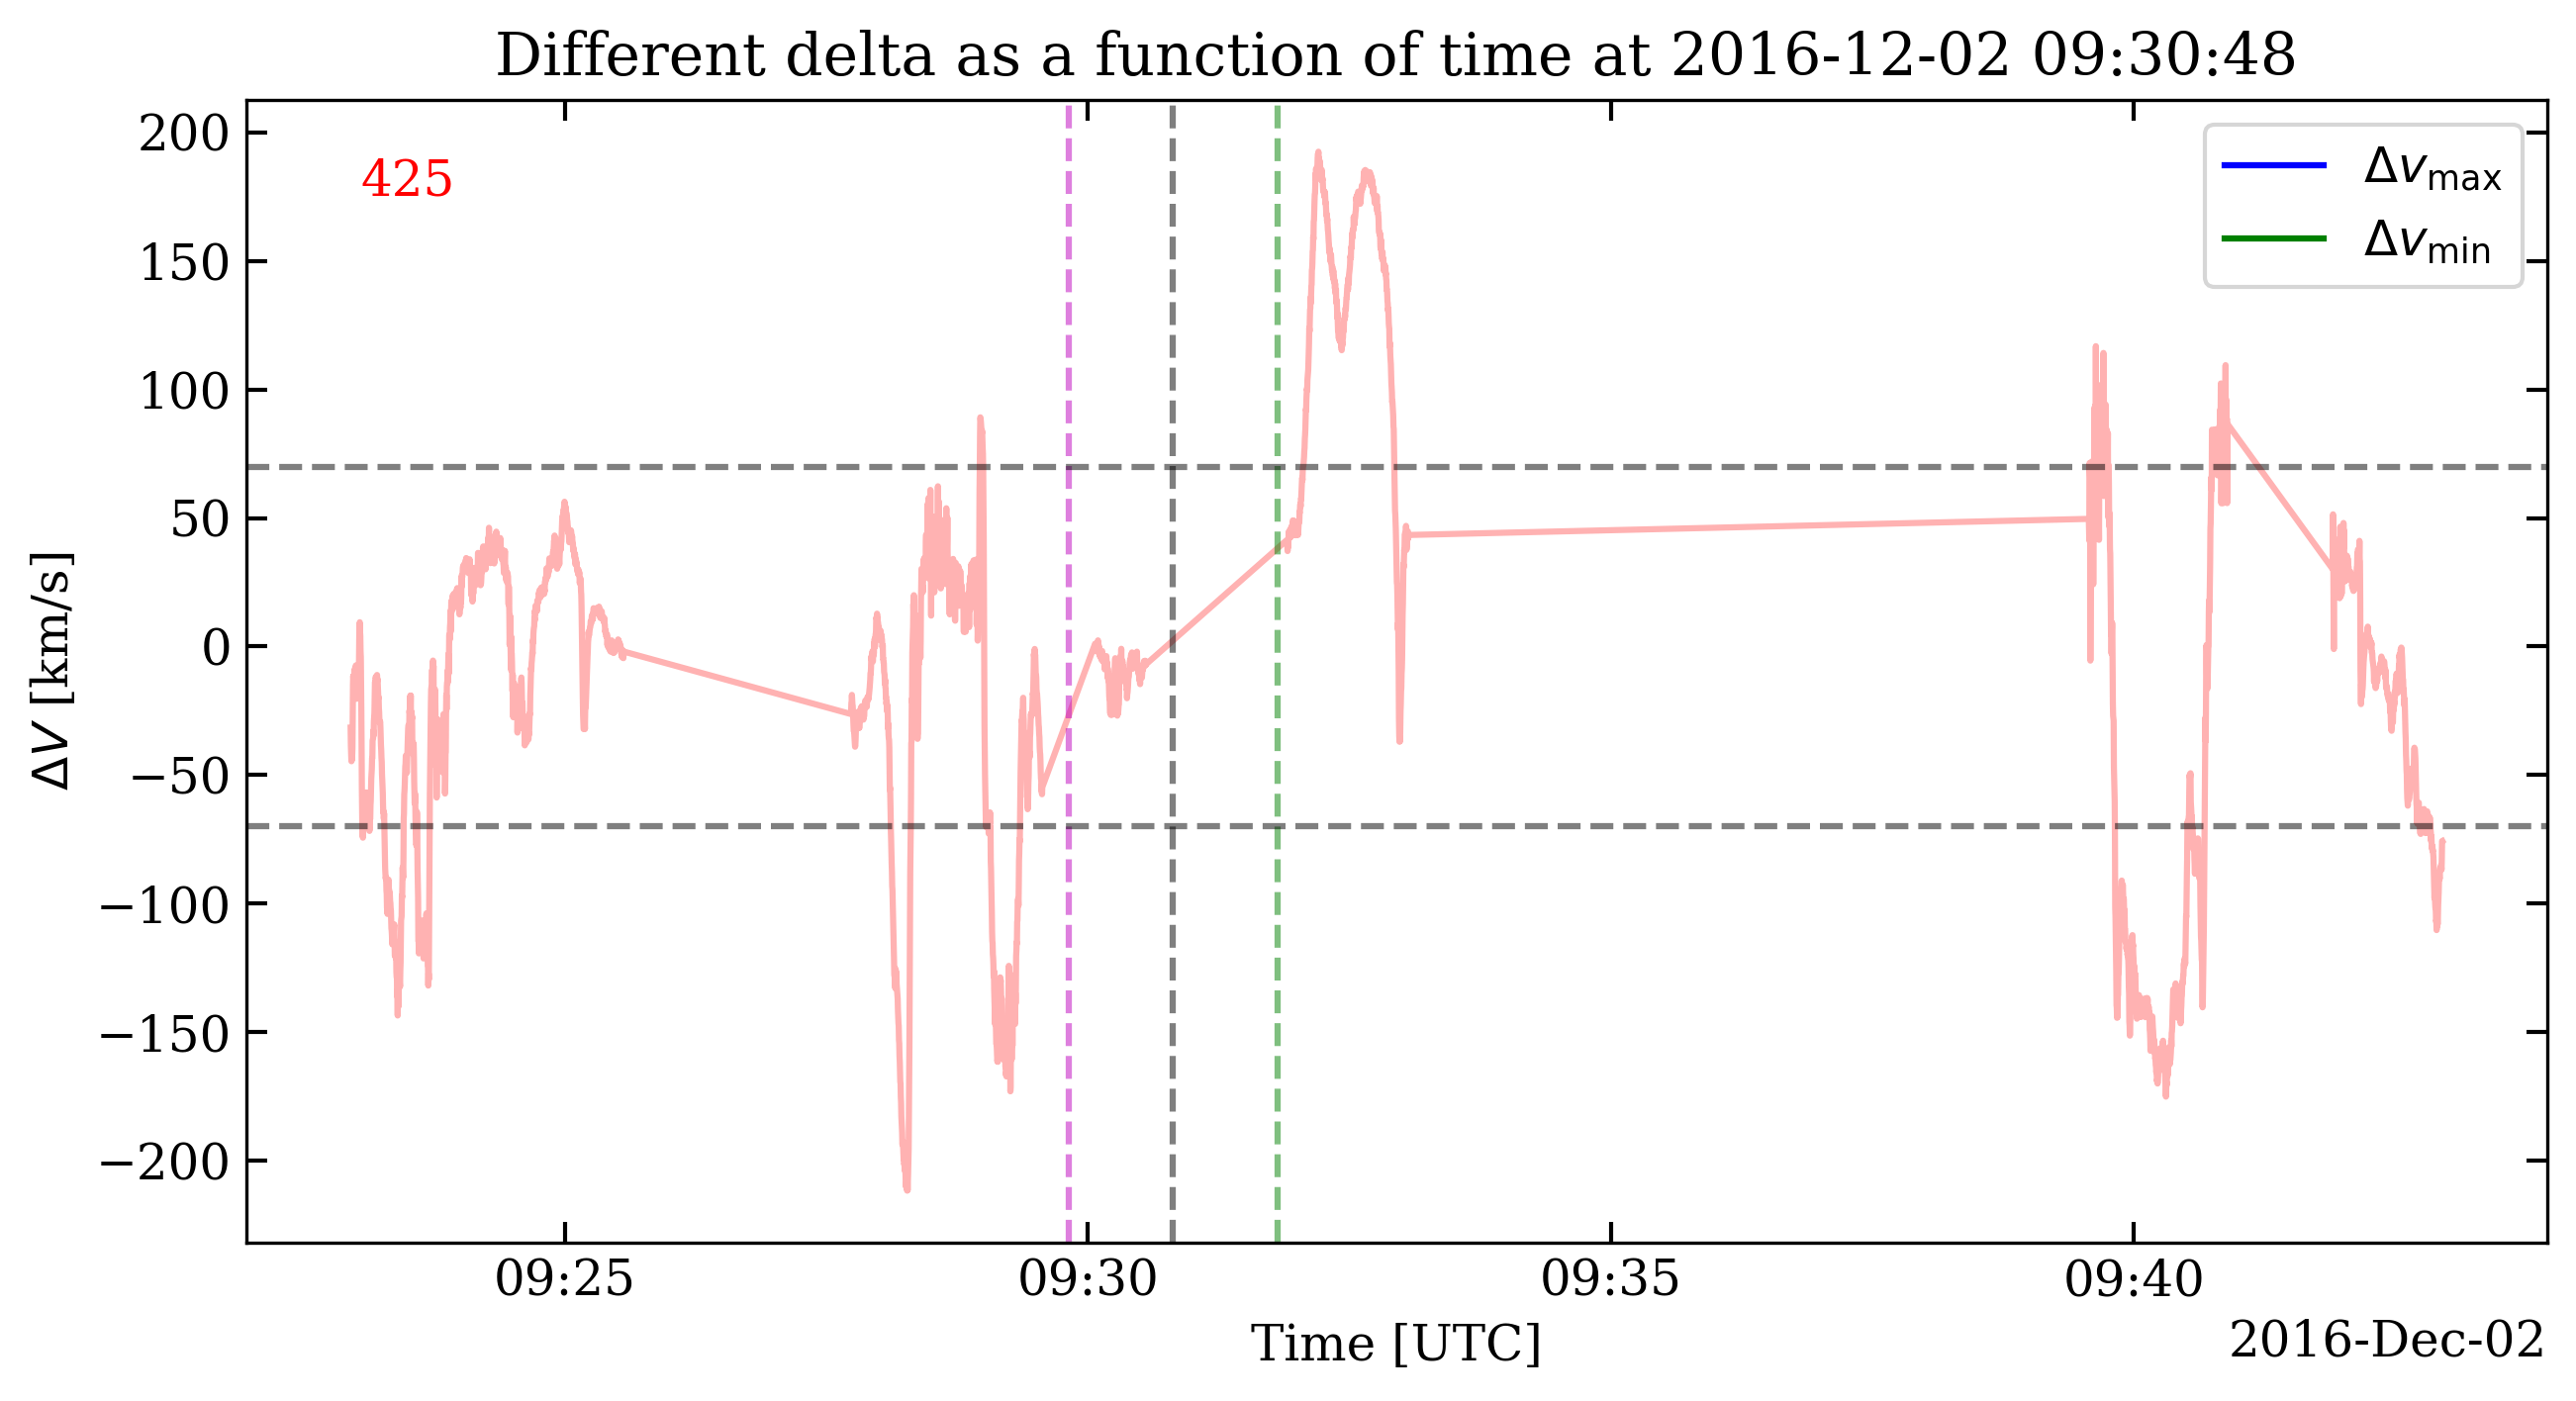 Different delta as a function of time at 2016-12-02 09:30:48
425
Δv_max
Δv_min
200
150
100
50
0
−50
−100
−150
−200
ΔV [km/s]
09:25 09:30 09:35 09:40
Time [UTC]
2016-Dec-02